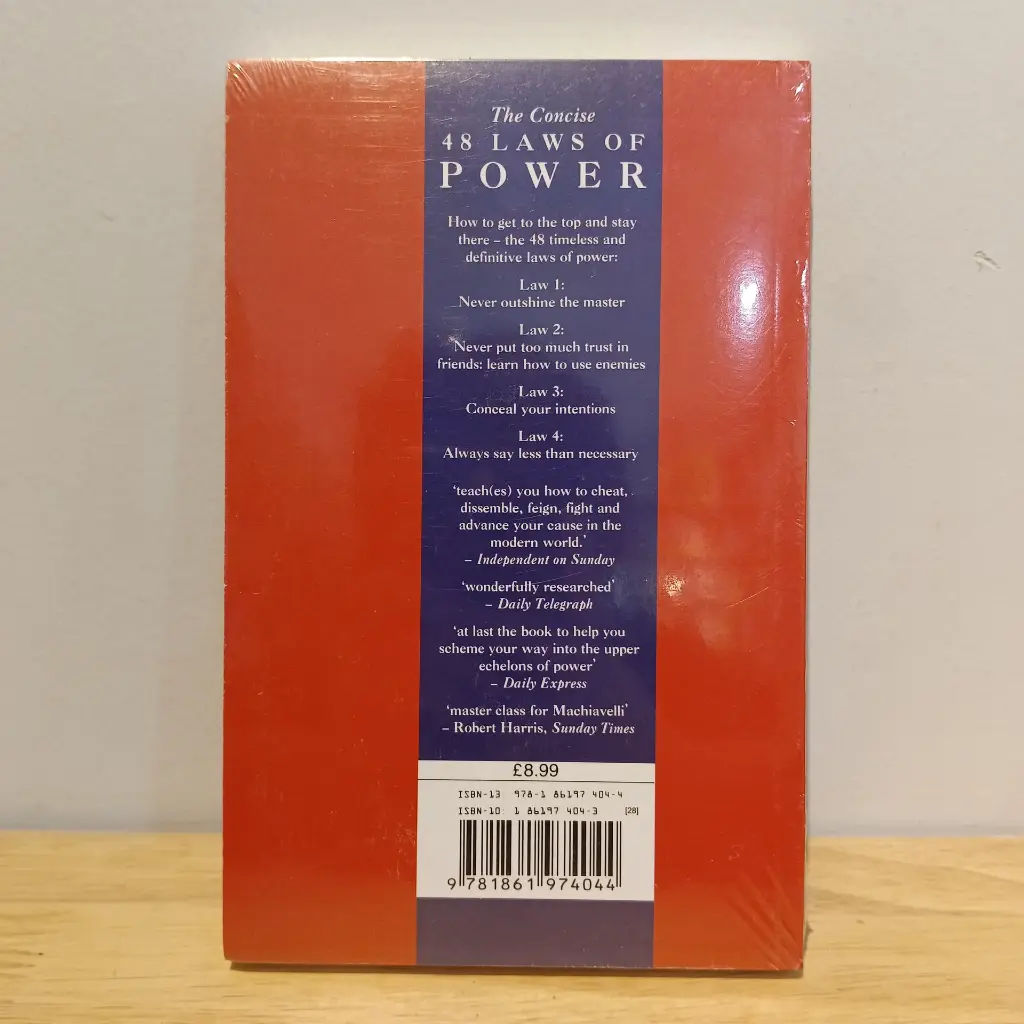 The Concise
48 LAWS OF
POWER
How to get to the top and stay
there – the 48 timeless and
definitive laws of power:
Law 1:
Never outshine the master
Law 2:
Never put too much trust in
friends: learn how to use enemies
Law 3:
Conceal your intentions
Law 4:
Always say less than necessary
‘teach(es) you how to cheat,
dissemble, feign, fight and
advance your cause in the
modern world.’
– Independent on Sunday
‘wonderfully researched’
– Daily Telegraph
‘at last the book to help you
scheme your way into the upper
echelons of power’
– Daily Express
‘master class for Machiavelli’
– Robert Harris, Sunday Times
£8.99
ISBN-13 978-1 86197 404-4
ISBN-10 1 86197 404-3 [28]
9 781861 974044